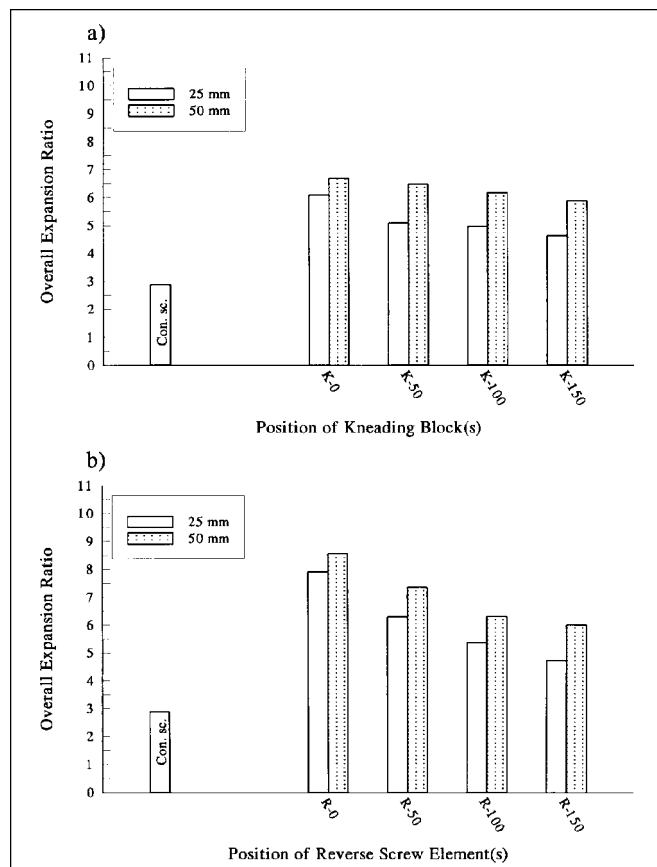 a)
11
10
9
8
7
6
5
4
3
2
1
0
Overall Expansion Ratio
25 mm
50 mm
Con. sc.
K-0
K-50
K-100
K-150
Position of Kneading Block(s)
b)
11
10
9
8
7
6
5
4
3
2
1
0
Overall Expansion Ratio
25 mm
50 mm
Con. sc.
R-0
R-50
R-100
R-150
Position of Reverse Screw Element(s)